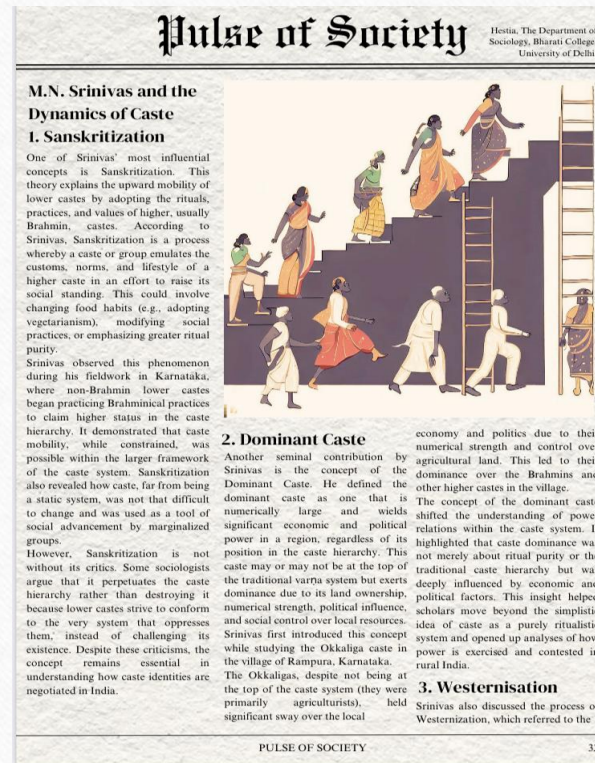 Pulse of Society
Hestia, The Department o
Sociology, Bharati College
University of Delhi
M.N. Srinivas and the
Dynamics of Caste
1. Sanskritization
One of Srinivas' most influential
concepts is Sanskritization. This
theory explains the upward mobility of
lower castes by adopting the rituals,
practices, and values of higher, usually
Brahmin, castes. According to
Srinivas, Sanskritization is a process
whereby a caste or group emulates the
customs, norms, and lifestyle of a
higher caste in an effort to raise its
social standing. This could involve
changing food habits (e.g., adopting
vegetarianism), modifying social
practices, or emphasizing greater ritual
purity.
Srinivas observed this phenomenon
during his fieldwork in Karnataka,
where non-Brahmin lower castes
began practicing Brahminical practices
to claim higher status in the caste
hierarchy. It demonstrated that caste
mobility, while constrained, was
possible within the larger framework
of the caste system. Sanskritization
also revealed how caste, far from being
a static system, was not that difficult
to change and was used as a tool of
social advancement by marginalized
groups.
However, Sanskritization is not
without its critics. Some sociologists
argue that it perpetuates the caste
hierarchy rather than destroying it
because lower castes strive to conform
to the very system that oppresses
them, instead of challenging its
existence. Despite these criticisms, the
concept remains essential in
understanding how caste identities are
negotiated in India.
2. Dominant Caste
Another seminal contribution by
Srinivas is the concept of the
Dominant Caste. He defined the
dominant caste as one that is
numerically large and wields
significant economic and political
power in a region, regardless of its
position in the caste hierarchy. This
caste may or may not be at the top of
the traditional varṇa system but exerts
dominance due to its land ownership,
numerical strength, political influence,
and social control over local resources.
Srinivas first introduced this concept
while studying the Okkaliga caste in
the village of Rampura, Karnataka.
The Okkaligas, despite not being at
the top of the caste system (they were
primarily agriculturists), held
significant sway over the local
economy and politics due to thei
numerical strength and control ove
agricultural land. This led to thei
dominance over the Brahmins and
other higher castes in the village.
The concept of the dominant cast
shifted the understanding of powe
relations within the caste system. I
highlighted that caste dominance wa
not merely about ritual purity or th
traditional caste hierarchy but wa
deeply influenced by economic an
political factors. This insight helpe
scholars move beyond the simplisti
idea of caste as a purely ritualisti
system and opened up analyses of how
power is exercised and contested i
rural India.
3. Westernisation
Srinivas also discussed the process o
Westernization, which referred to the
PULSE OF SOCIETY